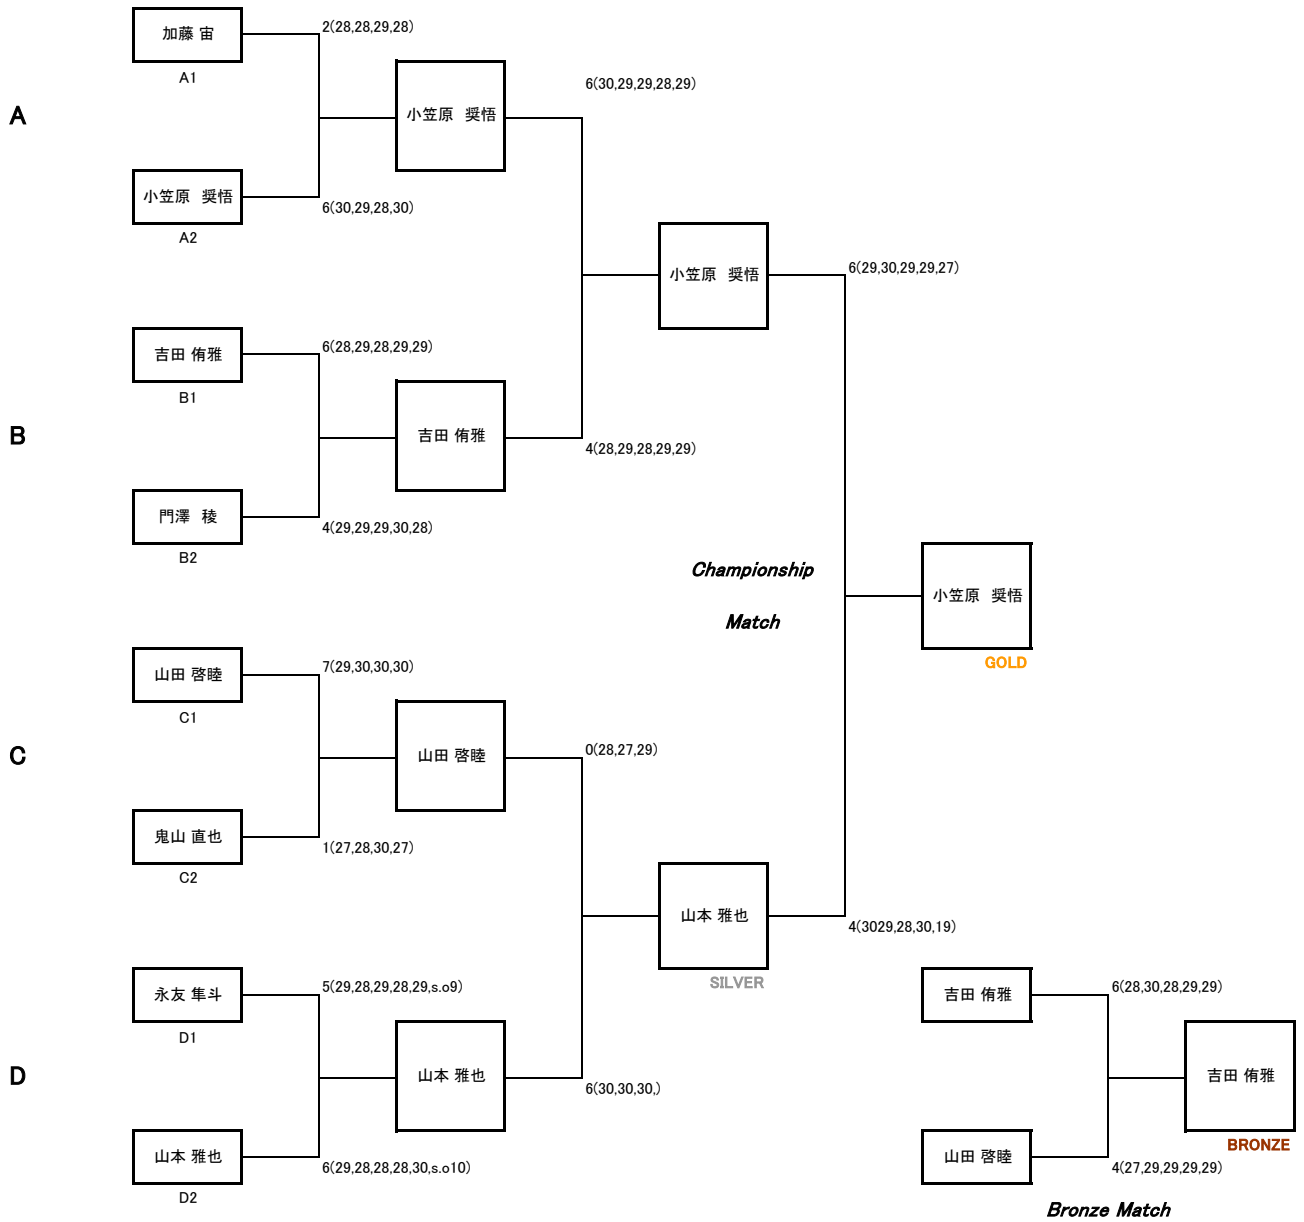 加藤 宙
2(28,28,29,28)
A1
A
小笠原　奨悟
6(30,29,29,28,29)
小笠原　奨悟
6(30,29,28,30)
A2
小笠原　奨悟
6(29,30,29,29,27)
吉田 侑雅
6(28,29,28,29,29)
B1
B
吉田 侑雅
4(28,29,28,29,29)
門澤　稜
4(29,29,29,30,28)
B2
Championship
Match
小笠原　奨悟
GOLD
山田 啓睦
7(29,30,30,30)
C1
C
山田 啓睦
0(28,27,29)
鬼山 直也
1(27,28,30,27)
C2
山本 雅也
4(3029,28,30,19)
SILVER
永友 隼斗
5(29,28,29,28,29,s.o9)
D1
D
山本 雅也
6(30,30,30,)
山本 雅也
6(29,28,28,28,30,s.o10)
D2
吉田 侑雅
6(28,30,28,29,29)
吉田 侑雅
BRONZE
山田 啓睦
4(27,29,29,29,29)
Bronze Match